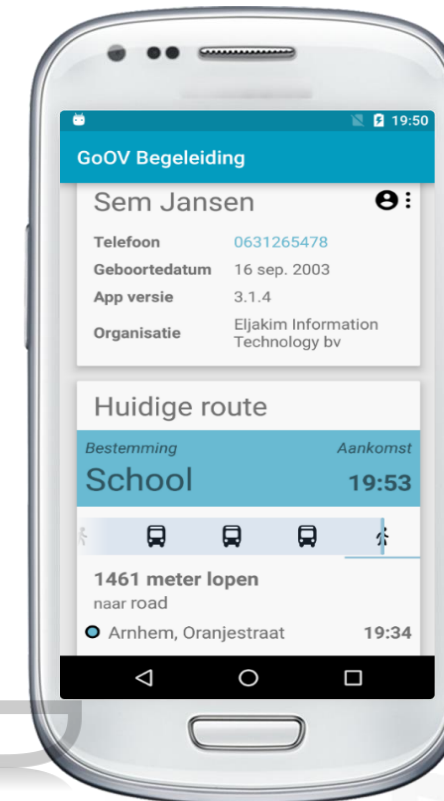 19:50
GoOV Begeleiding
Sem Jansen
Telefoon 0631265478
Geboortedatum 16 sep. 2003
App versie 3.1.4
Organisatie Eljakim Information
Technology bv
Huidige route
Bestemming Aankomst
School 19:53
1461 meter lopen
naar road
Arnhem, Oranjestraat 19:34